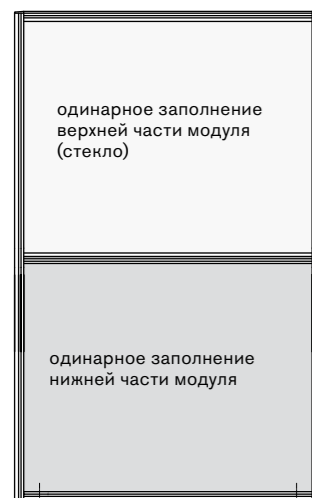 одинарное заполнение
верхней части модуля
(стекло)
одинарное заполнение
нижней части модуля